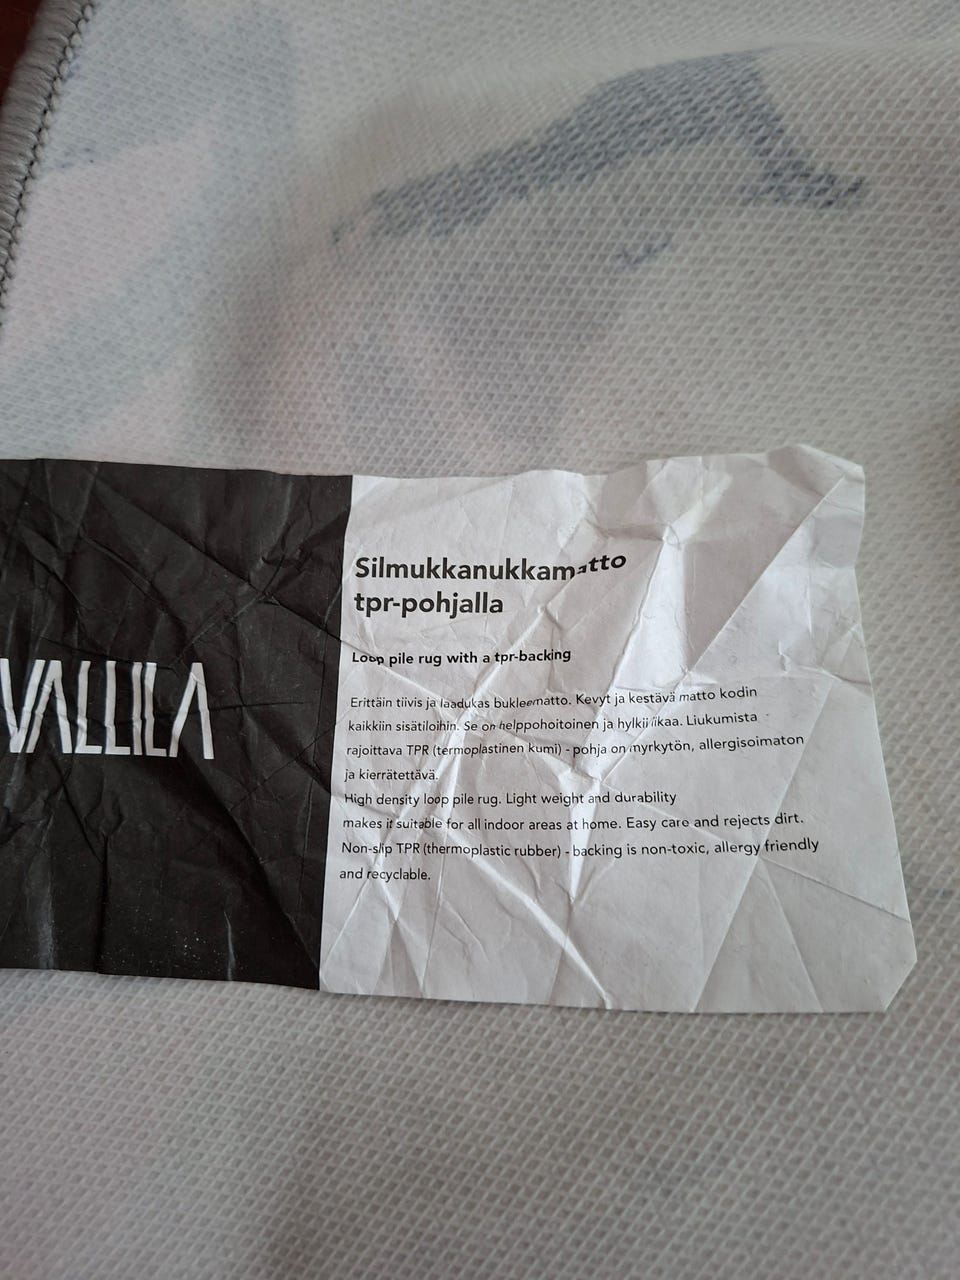 VALLILA
Silmukkanukkamatto
tpr-pohjalla
Loop pile rug with a tpr-backing
Erittäin tiivis ja laadukas bukleematto. Kevyt ja kestävä matto kodin
kaikkiin sisätiloihin. Se on helppohoitoinen ja hylkii likaa. Liukumista
rajoittava TPR (termoplastinen kumi) - pohja on myrkytön, allergisoimaton
ja kierrätettävä.
High density loop pile rug. Light weight and durability
makes it suitable for all indoor areas at home. Easy care and rejects dirt.
Non-slip TPR (thermoplastic rubber) - backing is non-toxic, allergy friendly
and recyclable.